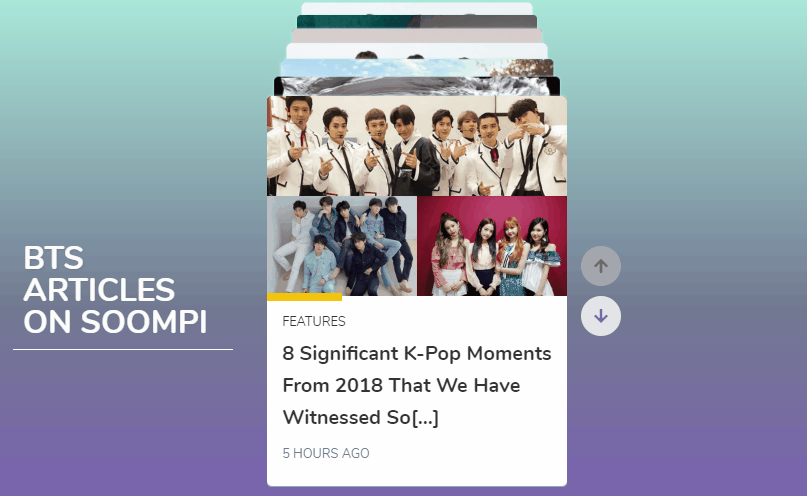 BTS
ARTICLES
ON SOOMPI
FEATURES
8 Significant K-Pop Moments
From 2018 That We Have
Witnessed So[...]
5 HOURS AGO